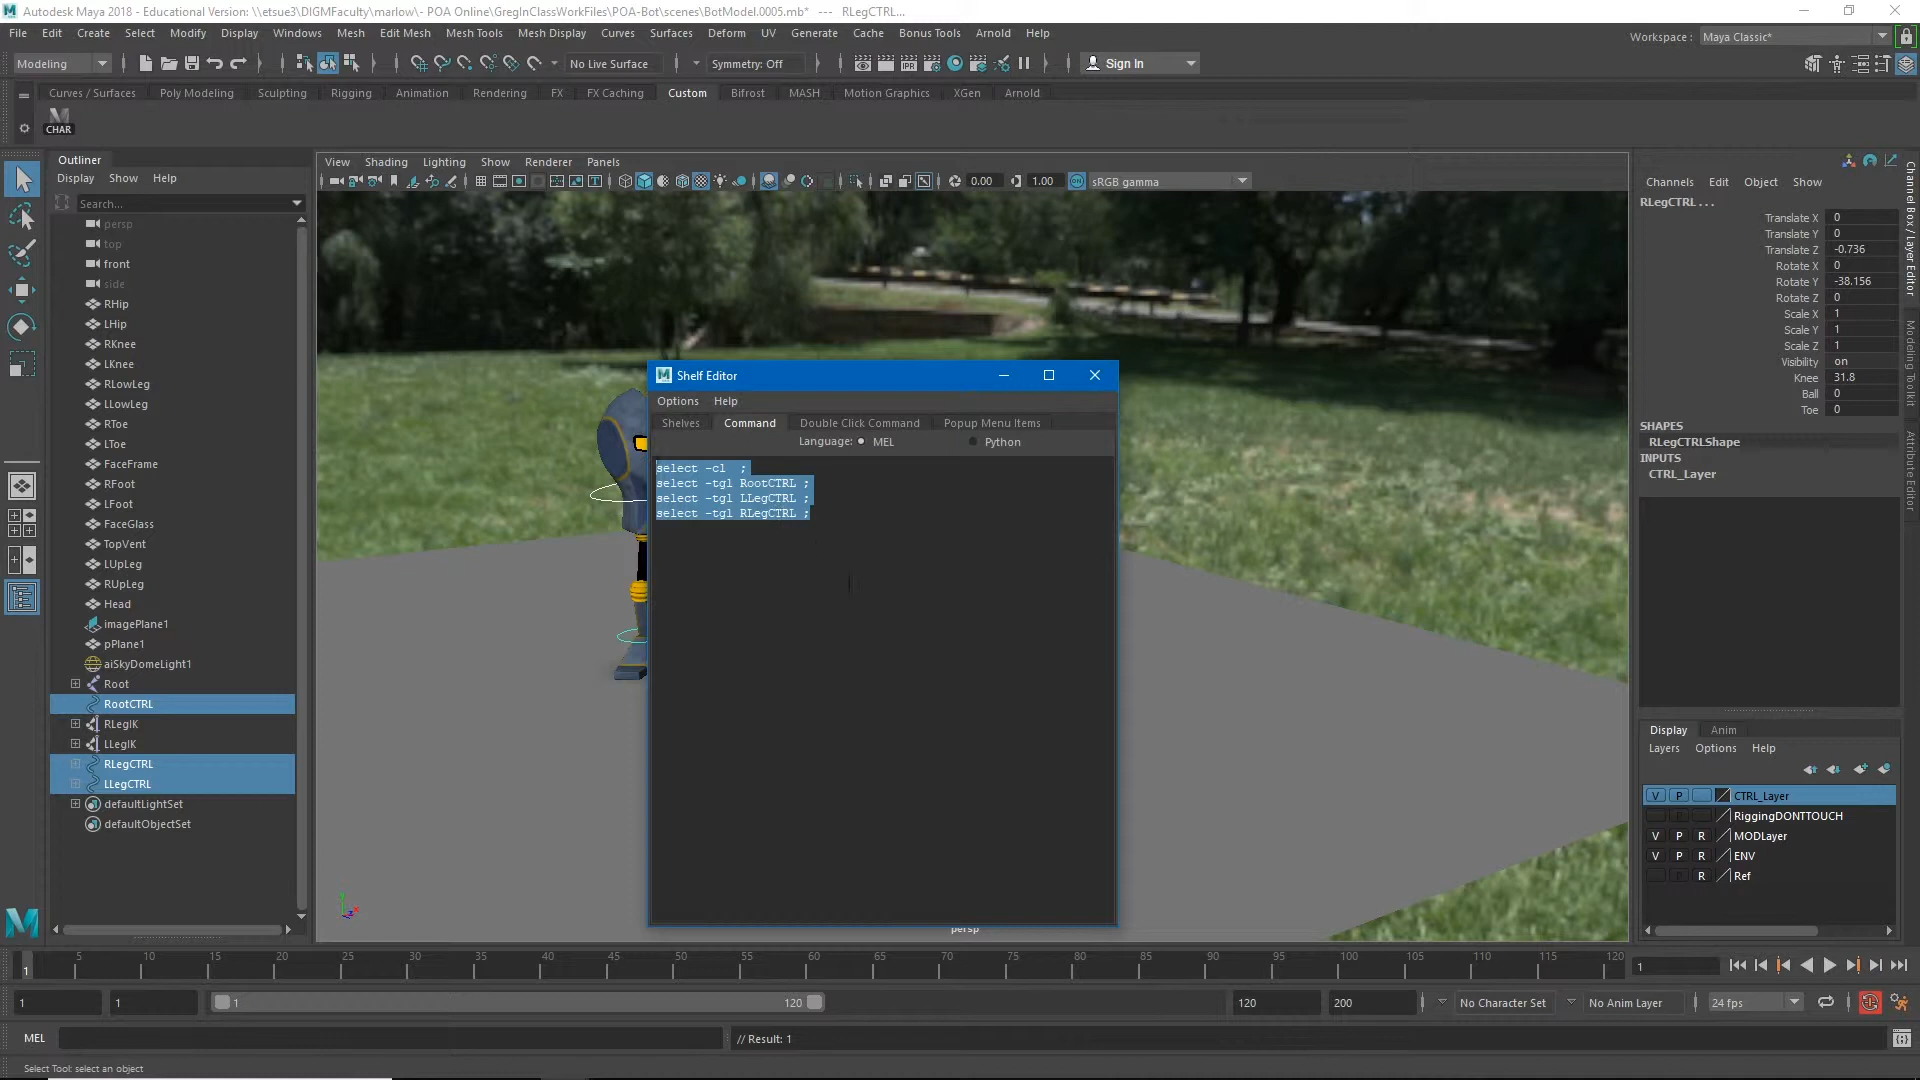 Autodesk Maya 2018 - Educational Version: \\etsue3\DIGMFaculty\marlow\- POA Online\GregInClassWorkFiles\POA-Bot\scenes\BotModel.0005.mb* --- RLegCTRL...
File Edit Create Select Modify Display Windows Mesh Edit Mesh Mesh Tools Mesh Display Curves Surfaces Deform UV Generate Cache Bonus Tools Arnold Help
Workspace : Maya Classic*
Modeling No Live Surface Symmetry: Off Sign In
Curves / Surfaces Poly Modeling Sculpting Rigging Animation Rendering FX FX Caching Custom Bifrost MASH Motion Graphics XGen Arnold
CHAR
Outliner
Display Show Help
Search...
persp
top
front
side
RHip
LHip
RKnee
LKnee
RLowLeg
LLowLeg
RToe
LToe
FaceFrame
RFoot
LFoot
FaceGlass
TopVent
LUpLeg
RUpLeg
Head
imagePlane1
pPlane1
aiSkyDomeLight1
Root
RootCTRL
RLegIK
LLegIK
RLegCTRL
LLegCTRL
defaultLightSet
defaultObjectSet
View Shading Lighting Show Renderer Panels
0.00 1.00 sRGB gamma
Shelf Editor
Options Help
Shelves Command Double Click Command Popup Menu Items
Language: MEL Python
select -cl ;
select -tgl RootCTRL ;
select -tgl LLegCTRL ;
select -tgl RLegCTRL ;
persp
Channels Edit Object Show
RLegCTRL . . .
Translate X 0
Translate Y 0
Translate Z -0.736
Rotate X 0
Rotate Y -38.156
Rotate Z 0
Scale X 1
Scale Y 1
Scale Z 1
Visibility on
Knee 31.8
Ball 0
Toe 0
SHAPES
RLegCTRLShape
INPUTS
CTRL_Layer
Channel Box / Layer Editor
Modeling Toolkit
Attribute Editor
Display Anim
Layers Options Help
V P CTRL_Layer
RiggingDONTTOUCH
V P R MODLayer
V P R ENV
R Ref
5 10 15 20 25 30 35 40 45 50 55 60 65 70 75 80 85 90 95 100 105 110 115 120
1 1
1 1 1 120 120 200 No Character Set No Anim Layer 24 fps
MEL // Result: 1
Select Tool: select an object